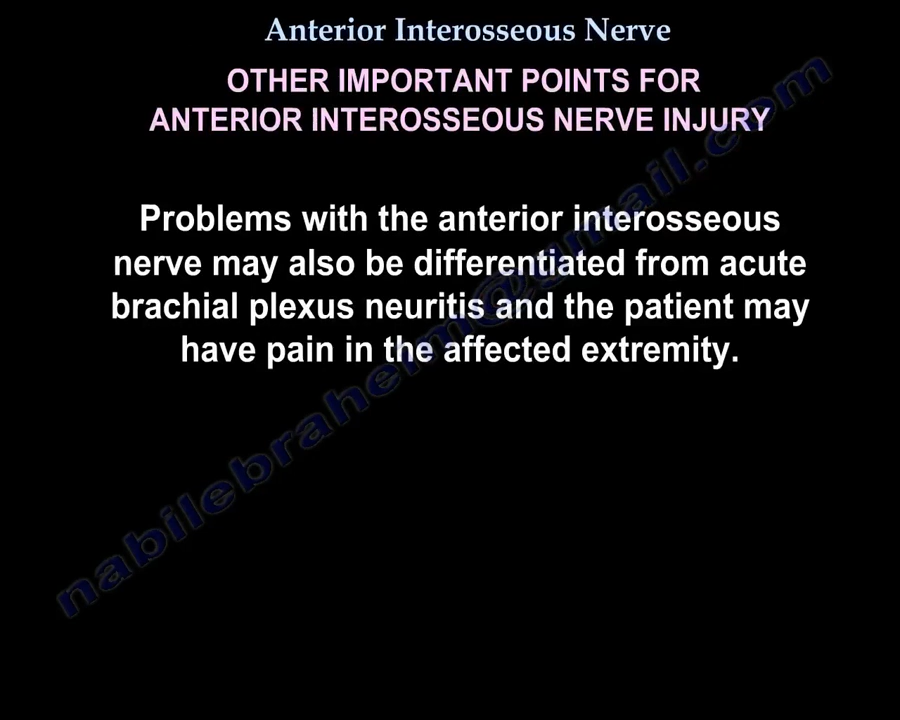 Anterior Interosseous Nerve
OTHER IMPORTANT POINTS FOR
ANTERIOR INTEROSSEOUS NERVE INJURY
Problems with the anterior interosseous
nerve may also be differentiated from acute
brachial plexus neuritis and the patient may
have pain in the affected extremity.
nabilebraheim@gmail.com